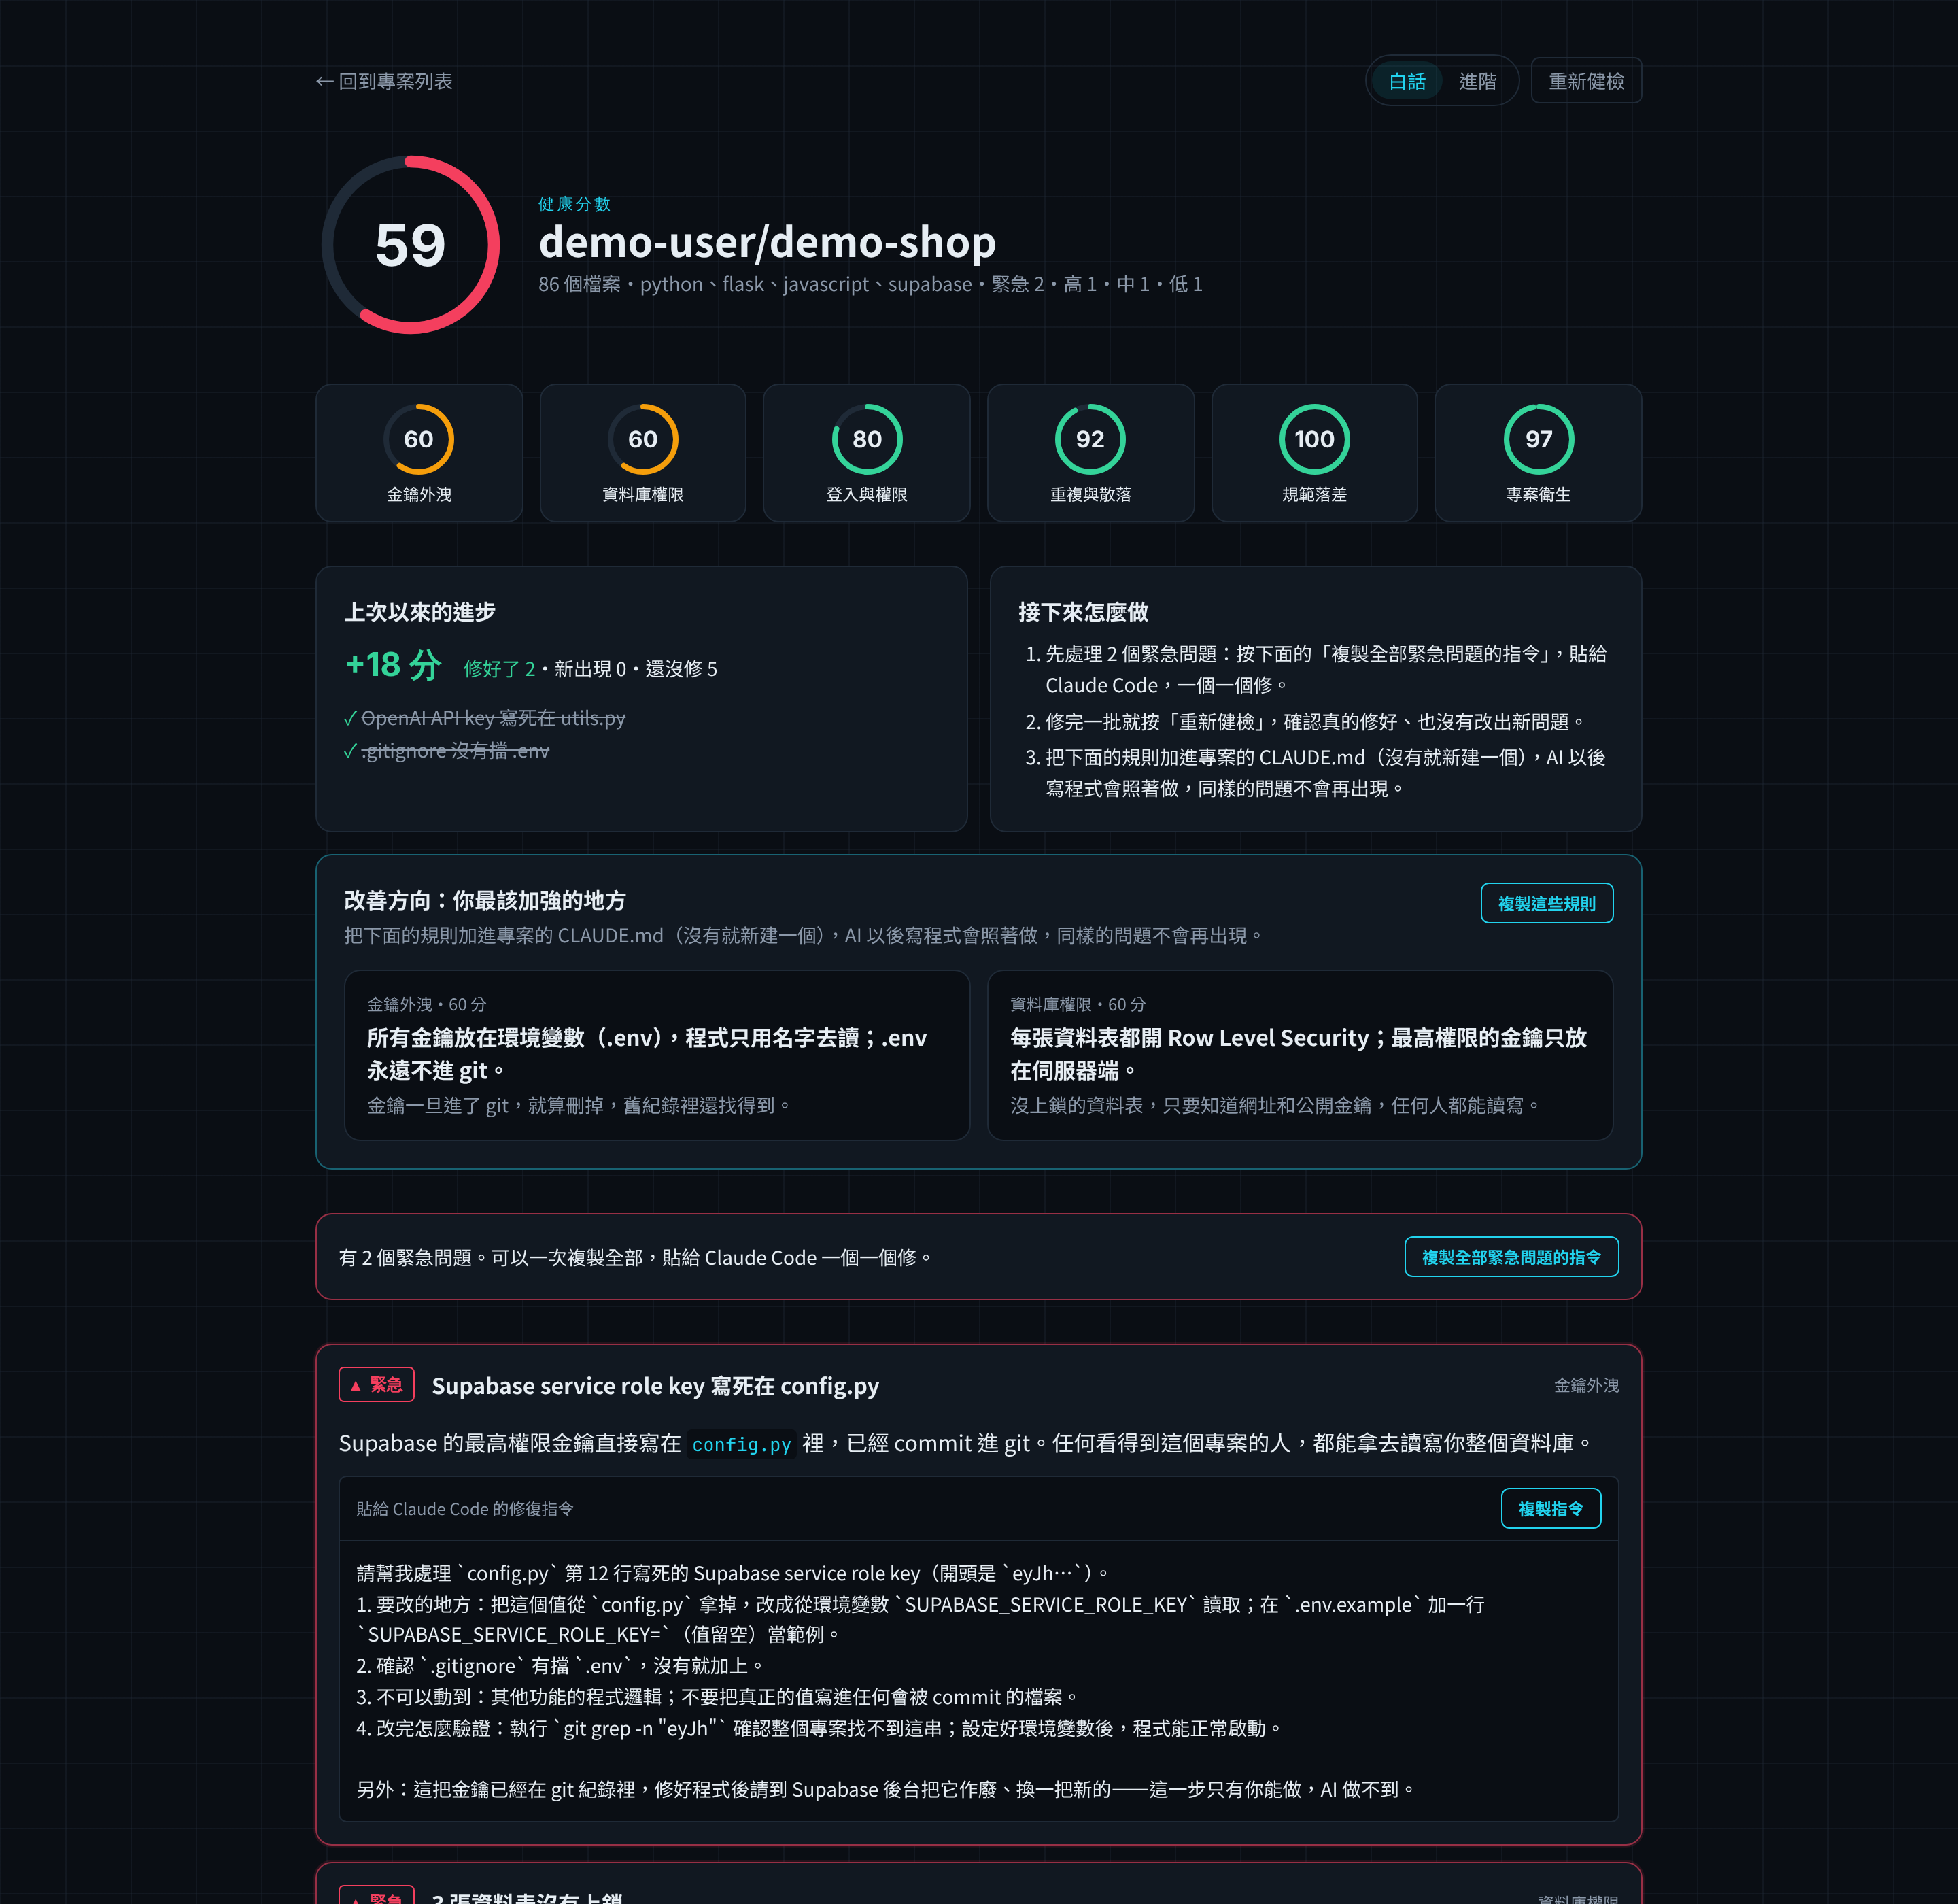 ← 回到專案列表
白話 進階 重新健檢
59
健康分數
demo-user/demo-shop
86 個檔案・python、flask、javascript、supabase・緊急 2・高 1・中 1・低 1
60 金鑰外洩
60 資料庫權限
80 登入與權限
92 重複與散落
100 規範落差
97 專案衛生
上次以來的進步
+18 分 修好了 2・新出現 0・還沒修 5
✓ OpenAI API key 寫死在 utils.py
✓ .gitignore 沒有擋 .env
接下來怎麼做
1. 先處理 2 個緊急問題：按下面的「複製全部緊急問題的指令」，貼給
Claude Code，一個一個修。
2. 修完一批就按「重新健檢」，確認真的修好、也沒有改出新問題。
3. 把下面的規則加進專案的 CLAUDE.md（沒有就新建一個），AI 以後
寫程式會照著做，同樣的問題不會再出現。
改善方向：你最該加強的地方
複製這些規則
把下面的規則加進專案的 CLAUDE.md（沒有就新建一個），AI 以後寫程式會照著做，同樣的問題不會再出現。
金鑰外洩・60 分
所有金鑰放在環境變數（.env），程式只用名字去讀；.env
永遠不進 git。
金鑰一旦進了 git，就算刪掉，舊紀錄裡還找得到。
資料庫權限・60 分
每張資料表都開 Row Level Security；最高權限的金鑰只放
在伺服器端。
沒上鎖的資料表，只要知道網址和公開金鑰，任何人都能讀寫。
有 2 個緊急問題。可以一次複製全部，貼給 Claude Code 一個一個修。
複製全部緊急問題的指令
▲ 緊急 Supabase service role key 寫死在 config.py
金鑰外洩
Supabase 的最高權限金鑰直接寫在 config.py 裡，已經 commit 進 git。任何看得到這個專案的人，都能拿去讀寫你整個資料庫。
貼給 Claude Code 的修復指令
複製指令
請幫我處理 `config.py` 第 12 行寫死的 Supabase service role key（開頭是 `eyJh…`）。
1. 要改的地方：把這個值從 `config.py` 拿掉，改成從環境變數 `SUPABASE_SERVICE_ROLE_KEY` 讀取；在 `.env.example` 加一行
`SUPABASE_SERVICE_ROLE_KEY=`（值留空）當範例。
2. 確認 `.gitignore` 有擋 `.env`，沒有就加上。
3. 不可以動到：其他功能的程式邏輯；不要把真正的值寫進任何會被 commit 的檔案。
4. 改完怎麼驗證：執行 `git grep -n "eyJh"` 確認整個專案找不到這串；設定好環境變數後，程式能正常啟動。
另外：這把金鑰已經在 git 紀錄裡，修好程式後請到 Supabase 後台把它作廢、換一把新的——這一步只有你能做，AI 做不到。
▲ 緊急 3 張資料表沒有上鎖
資料庫權限